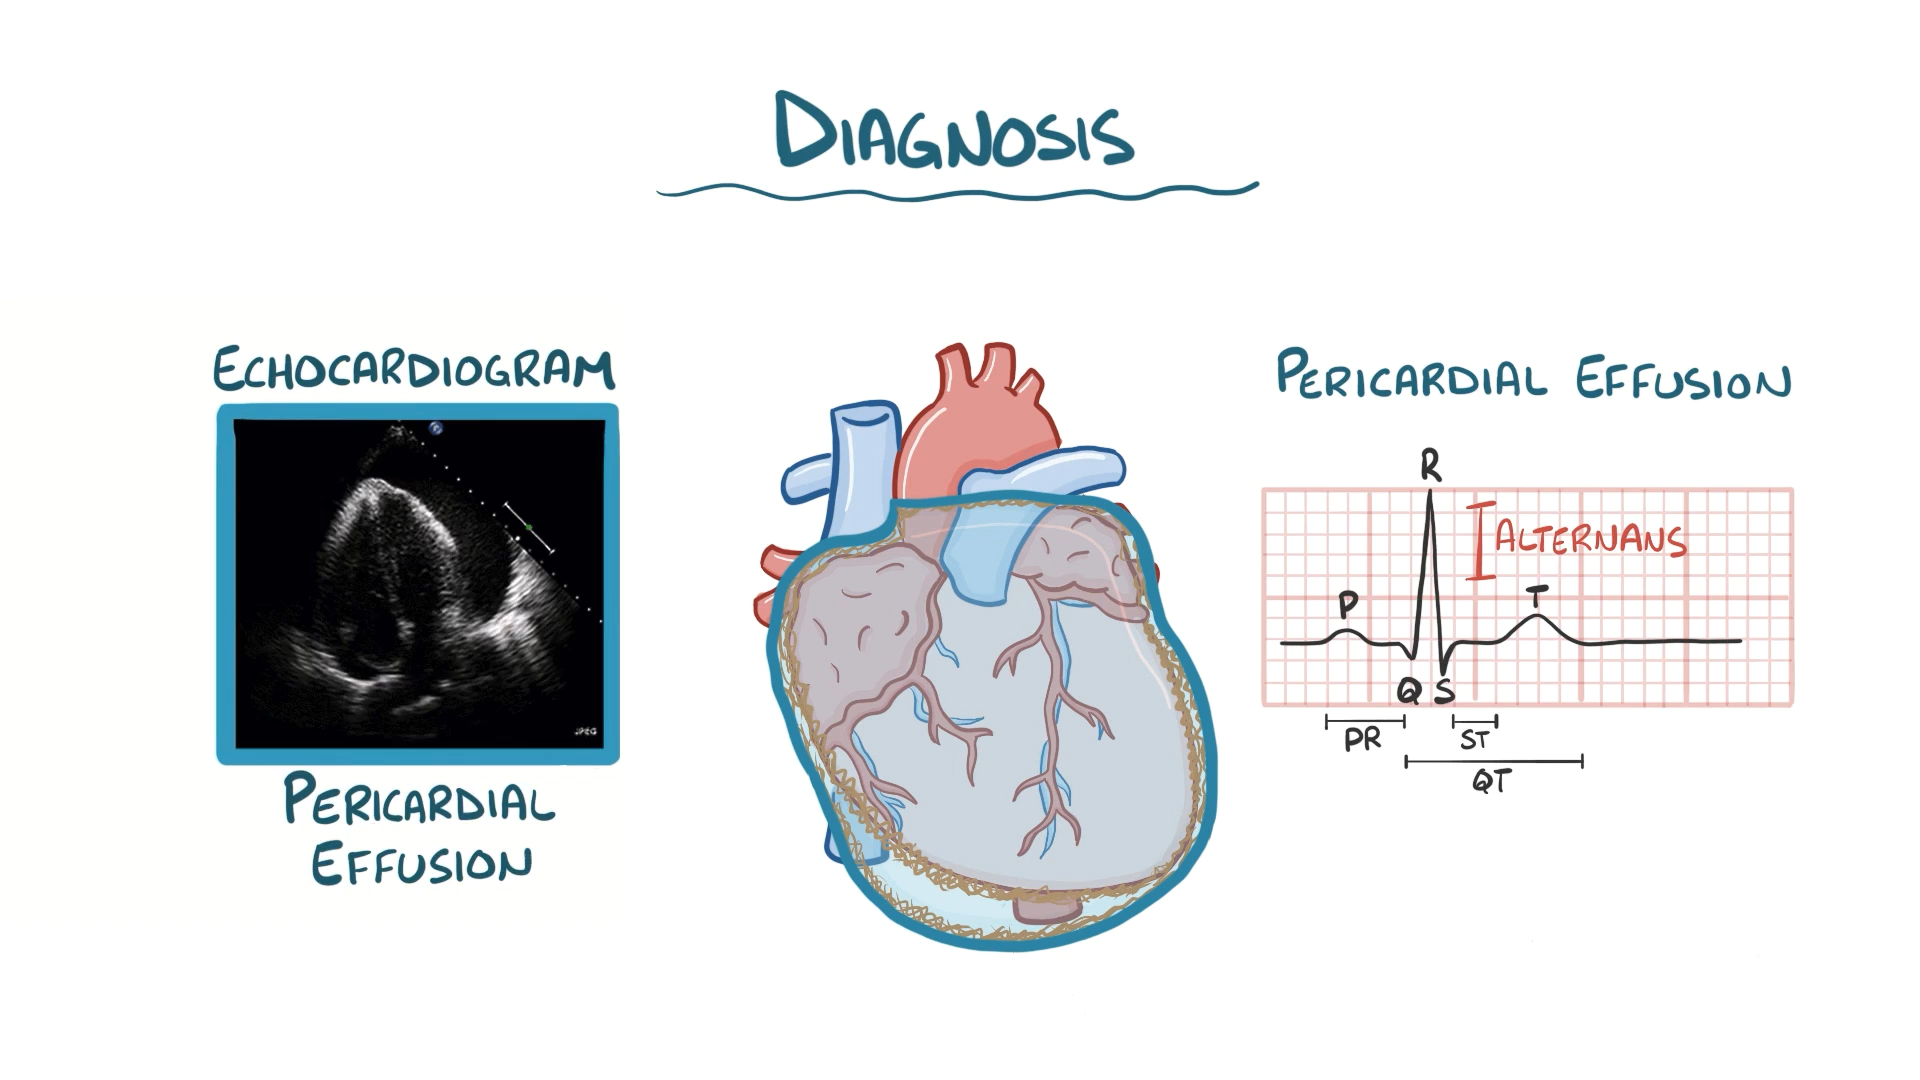 DIAGNOSIS
ECHOCARDIOGRAM
JPEG
PERICARDIAL
EFFUSION
PERICARDIAL EFFUSION
R
ALTERNANS
P
T
Q S
PR
ST
QT